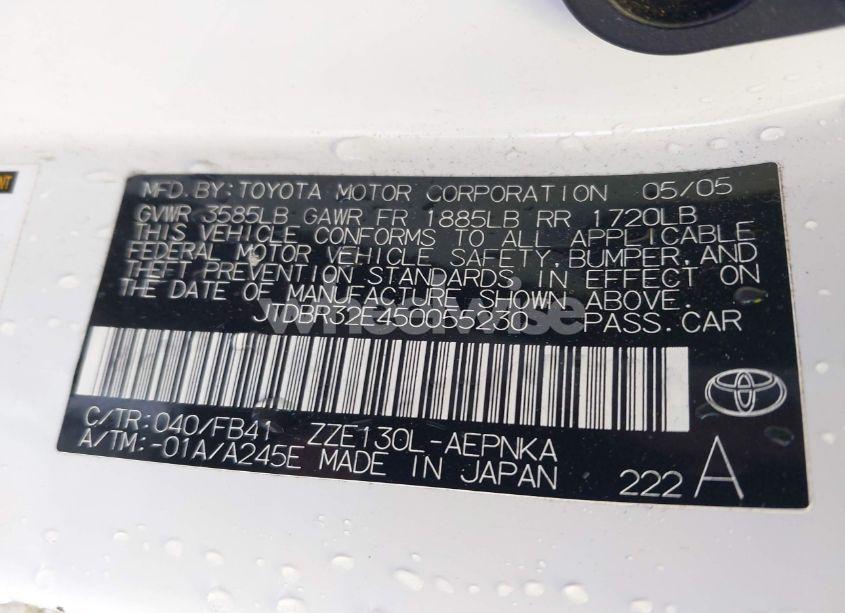 MFD. BY: TOYOTA MOTOR CORPORATION 05/05
GVWR 3585LB GAWR FR 1885LB RR 1720LB
THIS VEHICLE CONFORMS TO ALL APPLICABLE
FEDERAL MOTOR VEHICLE SAFETY, BUMPER, AND
THEFT PREVENTION STANDARDS IN EFFECT ON
THE DATE OF MANUFACTURE SHOWN ABOVE.
JTDBR32E450055230 PASS. CAR
C/TR: 040/FB41 ZZE130L-AEPNKA
A/TM: -01A/A245E MADE IN JAPAN
222 A